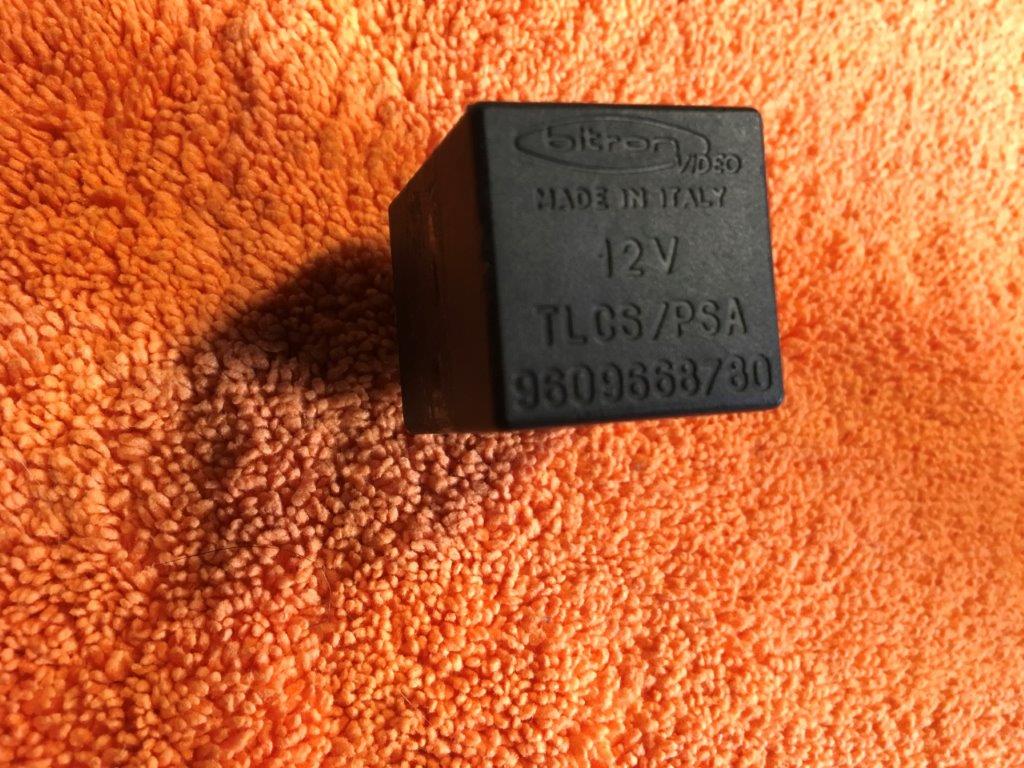 bitron
VIDEO
MADE IN ITALY
12V
TLCS/PSA
9609668780